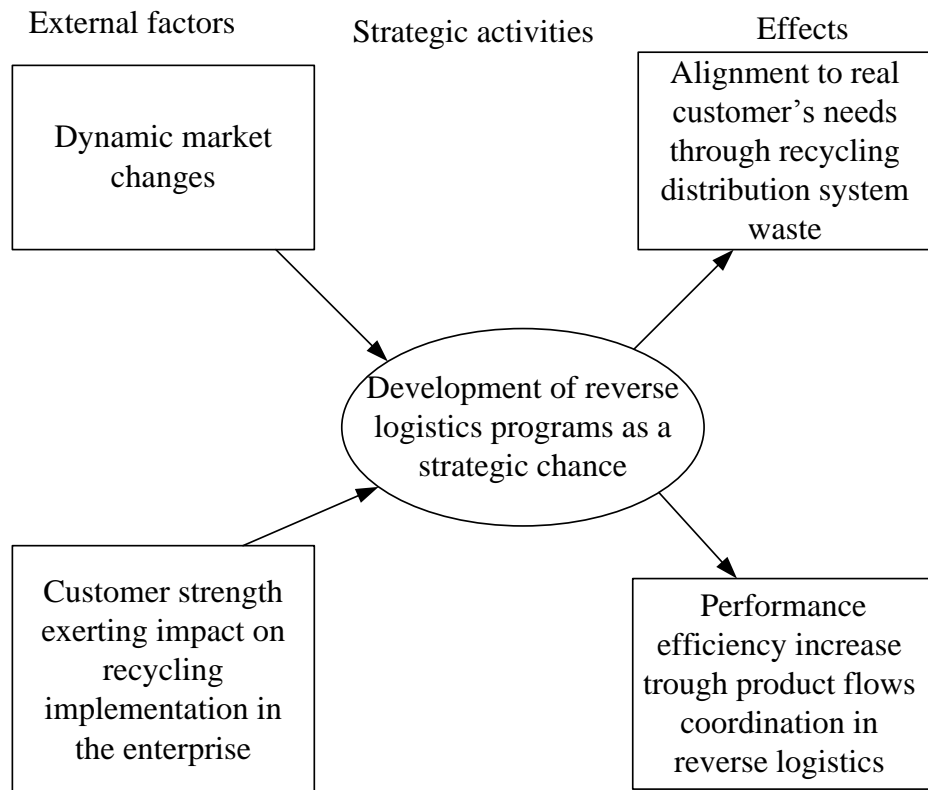 External factors
Strategic activities
Effects
Dynamic market
changes
Alignment to real
customer’s needs
through recycling
distribution system
waste
Development of reverse
logistics programs as a
strategic chance
Customer strength
exerting impact on
recycling
implementation in
the enterprise
Performance
efficiency increase
trough product flows
coordination in
reverse logistics